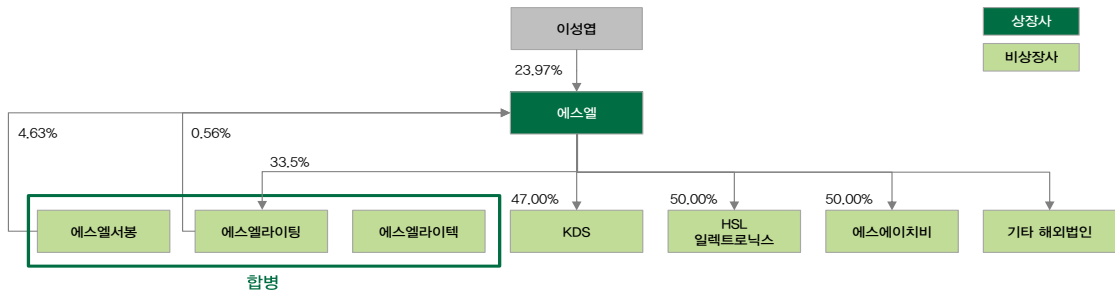 이성엽
상장사
비상장사
23.97%
에스엘
4.63%
0.56%
33.5%
47.00%
50.00%
50.00%
에스엘서봉
에스엘라이팅
에스엘라이텍
KDS
HSL
일렉트로닉스
에스에이치비
기타 해외법인
합병